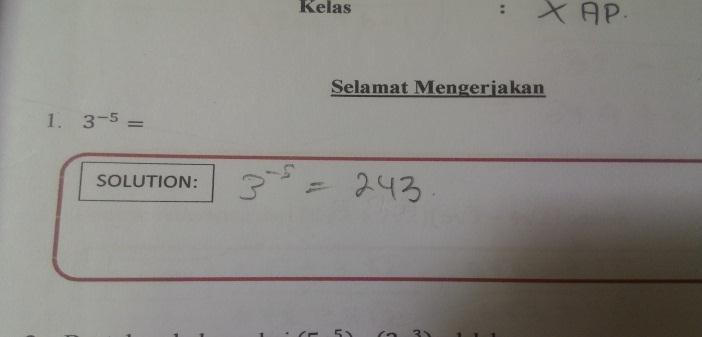 Kelas : X AP.
Selamat Mengerjakan
1. 3⁻⁵ =
SOLUTION: 3⁻⁵ = 243.